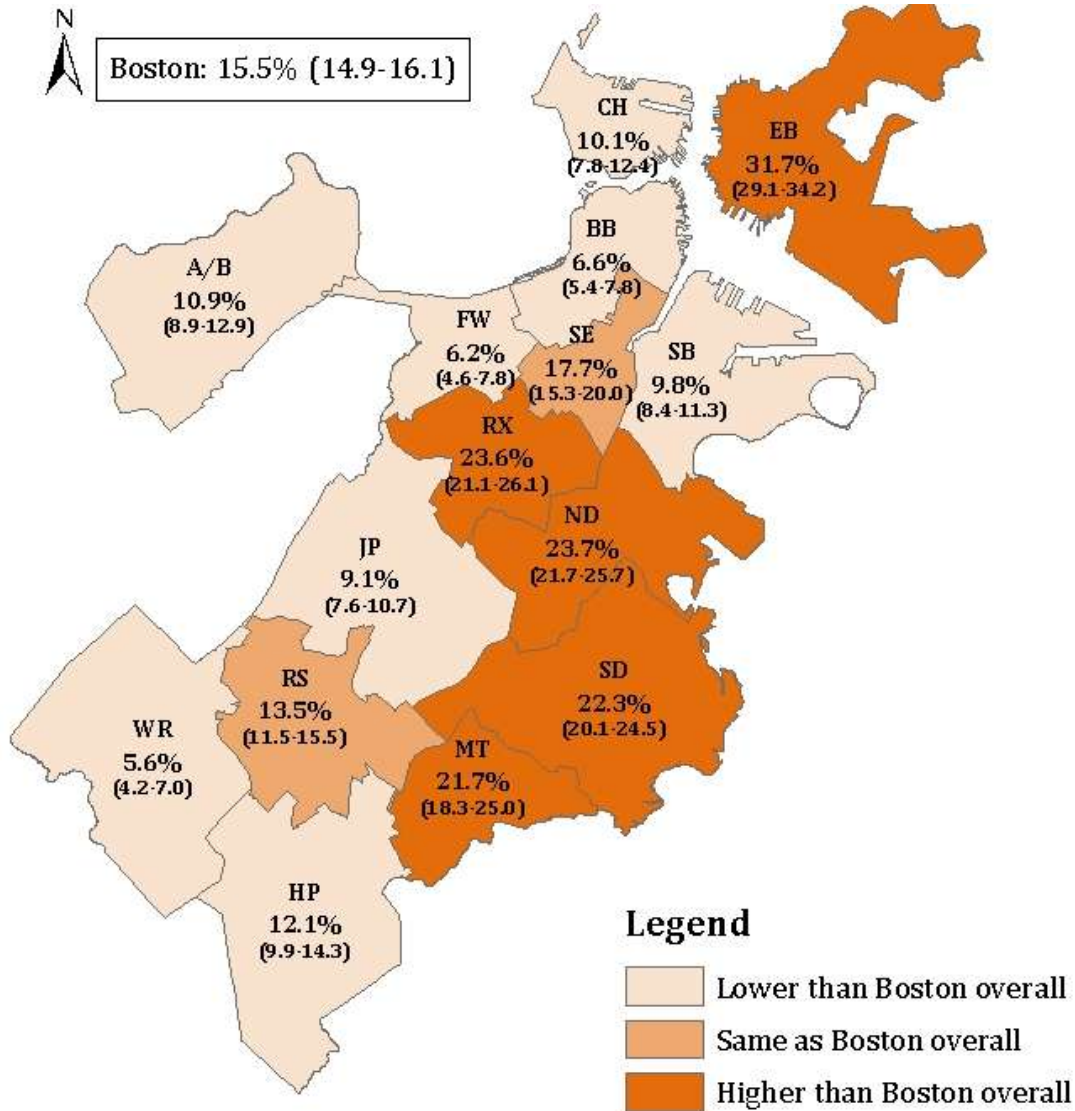 N
Boston: 15.5% (14.9-16.1)
CH
10.1%
(7.8-12.4)
EB
31.7%
(29.1-34.2)
BB
6.6%
(5.4-7.8)
A/B
10.9%
(8.9-12.9)
FW
6.2%
(4.6-7.8)
SE
17.7%
(15.3-20.0)
SB
9.8%
(8.4-11.3)
RX
23.6%
(21.1-26.1)
ND
23.7%
(21.7-25.7)
JP
9.1%
(7.6-10.7)
RS
13.5%
(11.5-15.5)
SD
22.3%
(20.1-24.5)
WR
5.6%
(4.2-7.0)
MT
21.7%
(18.3-25.0)
HP
12.1%
(9.9-14.3)
Legend
Lower than Boston overall
Same as Boston overall
Higher than Boston overall